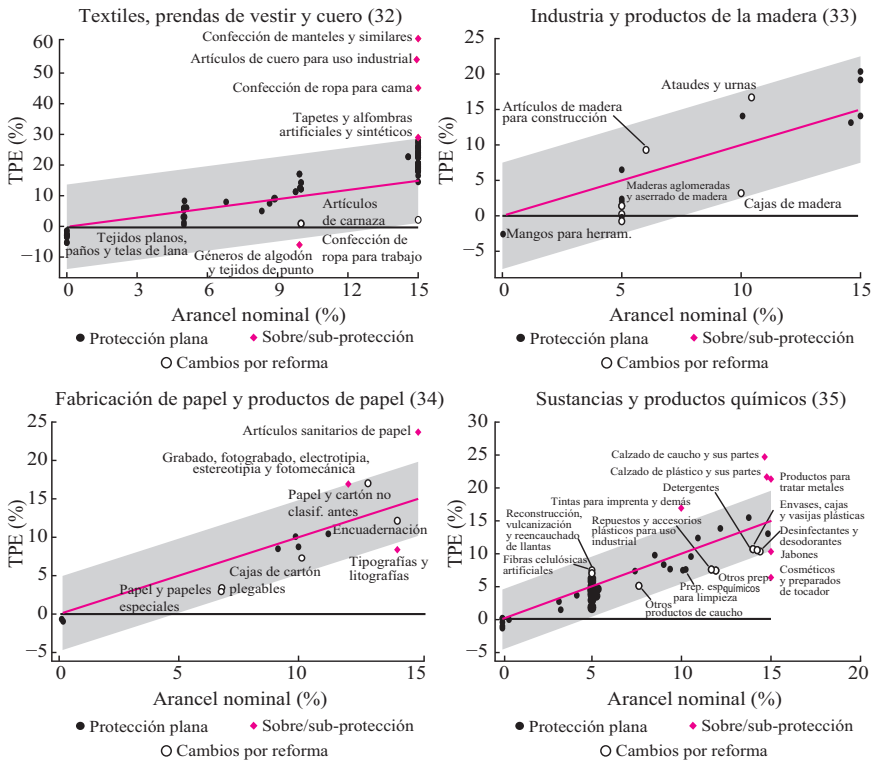 Textiles, prendas de vestir y cuero (32)
TPE (%)
60
50
40
30
20
10
0
−10
Confección de manteles y similares
Artículos de cuero para uso industrial
Confección de ropa para cama
Tapetes y alfombras
artificiales y sintéticos
Artículos
de carnaza
Tejidos planos,
paños y telas de lana
Géneros de algodón
y tejidos de punto
Confección de
ropa para trabajo
0
3
6
9
12
15
Arancel nominal (%)
Protección plana
Sobre/sub-protección
Cambios por reforma
Industria y productos de la madera (33)
TPE (%)
25
20
15
10
5
0
−5
Ataudes y urnas
Artículos de madera
para construcción
Maderas aglomeradas
y aserrado de madera
Cajas de madera
Mangos para herram.
0
5
10
15
Arancel nominal (%)
Protección plana
Sobre/sub-protección
Cambios por reforma
Fabricación de papel y productos de papel (34)
TPE (%)
25
20
15
10
5
0
−5
Artículos sanitarios de papel
Grabado, fotograbado, electrotipia,
estereotipia y fotomecánica
Papel y cartón no
clasif. antes
Encuadernación
Cajas de cartón
plegables
Tipografías y
litografías
Papel y papeles
especiales
0
5
10
15
Arancel nominal (%)
Protección plana
Sobre/sub-protección
Cambios por reforma
Sustancias y productos químicos (35)
TPE (%)
30
25
20
15
10
5
0
−5
Calzado de caucho y sus partes
Calzado de plástico y sus partes
Productos para
tratar metales
Detergentes
Tintas para imprenta y demás
Envases, cajas
y vasijas plásticas
Reconstrucción,
vulcanización
y reencauchado
de llantas
Repuestos y accesorios
plásticos para uso
industrial
Desinfectantes y
desodorantes
Jabones
Fibras celulósicas
artificiales
Cosméticos
y preparados
de tocador
Otros prep.
químicos
Prep. esp.
para limpieza
Otros
productos de caucho
0
5
10
15
20
Arancel nominal (%)
Protección plana
Sobre/sub-protección
Cambios por reforma